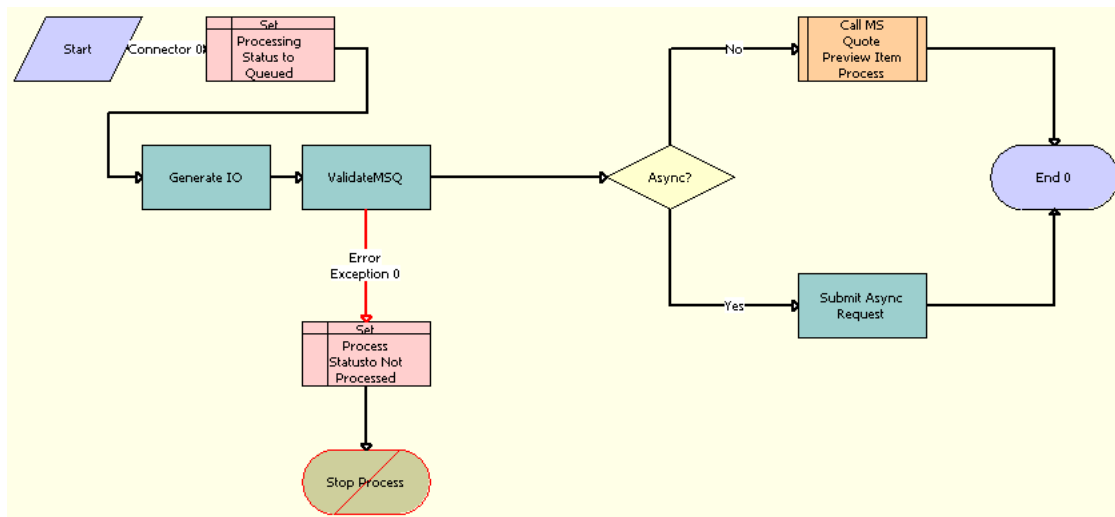 Start
Connector 0
Set
Processing
Status to
Queued
No
Call MS
Quote
Preview Item
Process
Generate IO
ValidateMSQ
Async?
End 0
Error
Exception 0
Yes
Submit Async
Request
Set
Process
Statusto Not
Processed
Stop Process